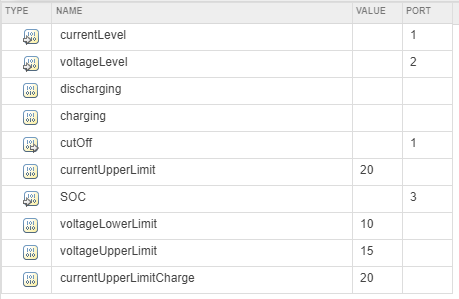 TYPE NAME VALUE PORT
currentLevel 1
voltageLevel 2
discharging
charging
cutOff 1
currentUpperLimit 20
SOC 3
voltageLowerLimit 10
voltageUpperLimit 15
currentUpperLimitCharge 20